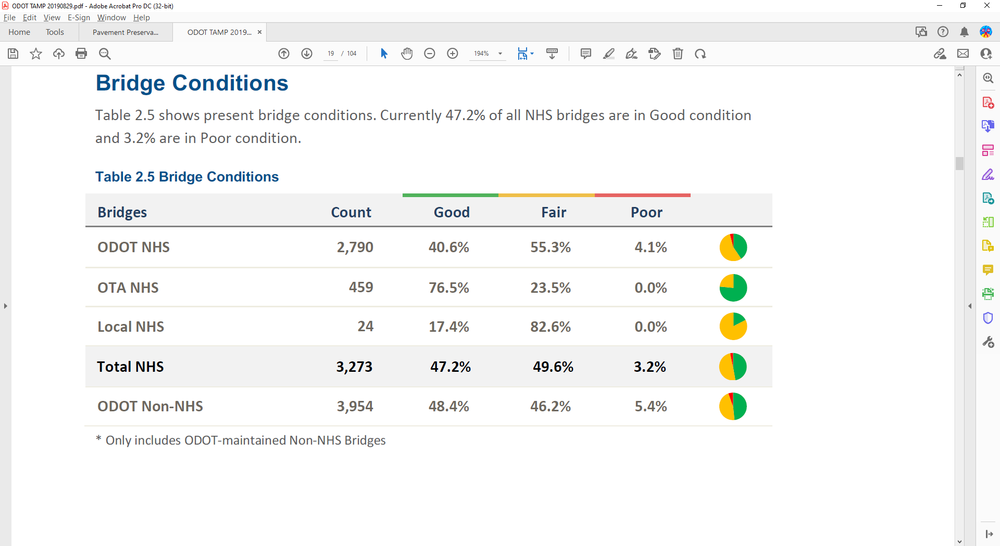 ODOT TAMP 20190829.pdf - Adobe Acrobat Pro DC (32-bit)
File Edit View E-Sign Window Help
Home Tools Pavement Preserva... ODOT TAMP 2019... ×
19 / 104 194%
Bridge Conditions
Table 2.5 shows present bridge conditions. Currently 47.2% of all NHS bridges are in Good condition
and 3.2% are in Poor condition.
Table 2.5 Bridge Conditions
Bridges Count Good Fair Poor
ODOT NHS 2,790 40.6% 55.3% 4.1%
OTA NHS 459 76.5% 23.5% 0.0%
Local NHS 24 17.4% 82.6% 0.0%
Total NHS 3,273 47.2% 49.6% 3.2%
ODOT Non-NHS 3,954 48.4% 46.2% 5.4%
* Only includes ODOT-maintained Non-NHS Bridges